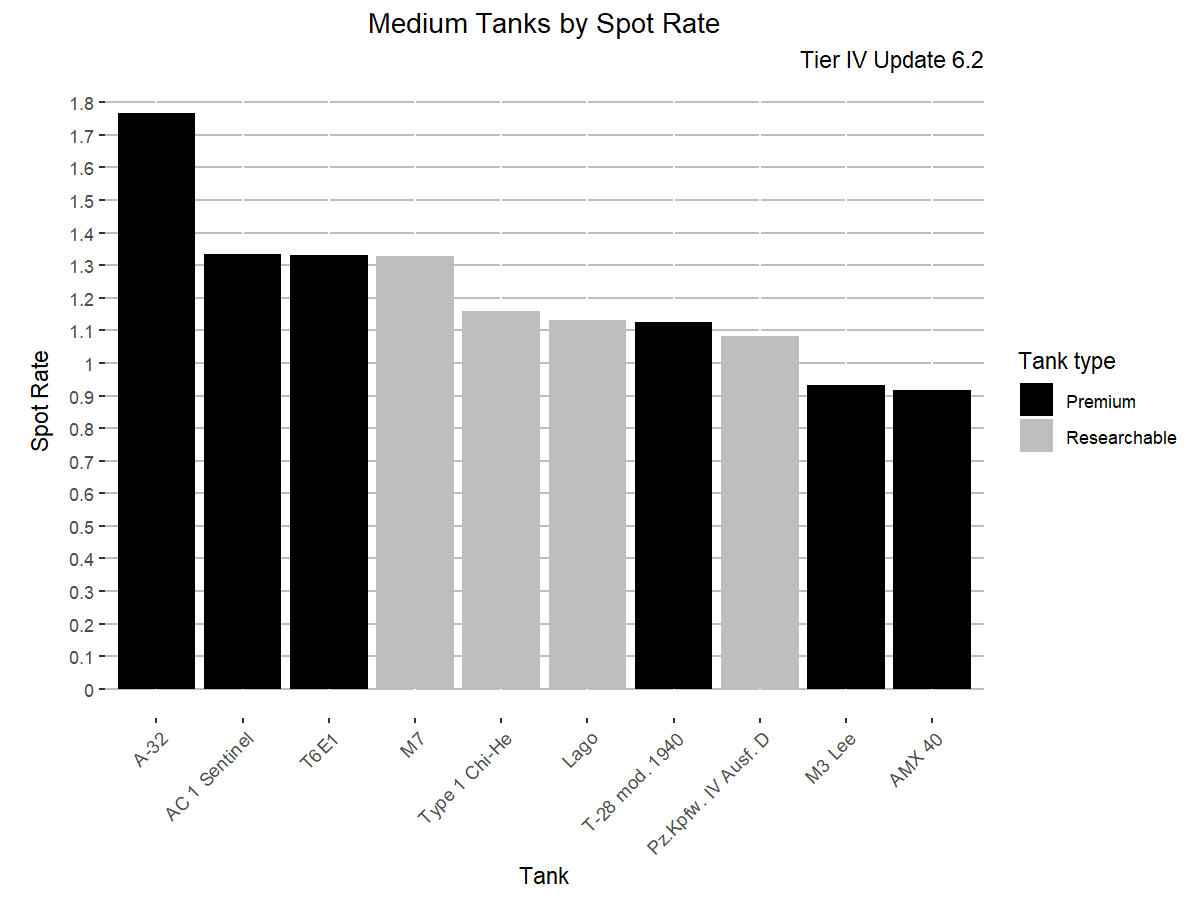 Medium Tanks by Spot Rate
Tier IV Update 6.2
1.8
1.7
1.6
1.5
1.4
1.3
1.2
1.1
1
0.9
0.8
0.7
0.6
0.5
0.4
0.3
0.2
0.1
0
Spot Rate
A-32
AC 1 Sentinel
T6E1
M7
Type 1 Chi-He
Lago
T-28 mod. 1940
Pz.Kpfw. IV Ausf. D
M3 Lee
AMX 40
Tank
Tank type
Premium
Researchable